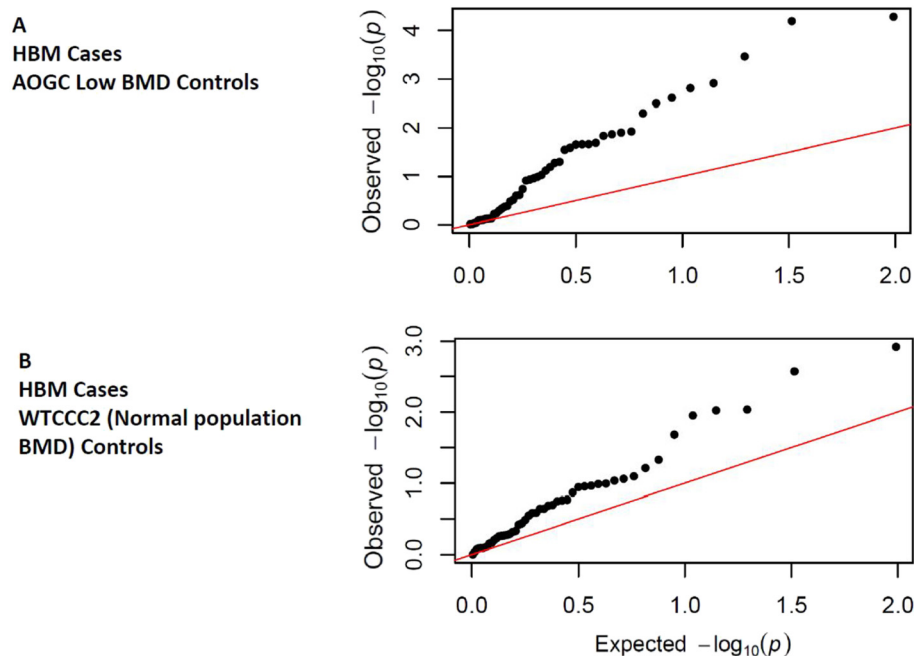 A
HBM Cases
AOGC Low BMD Controls
Observed −log10(p)
4
3
2
1
0
0.0 0.5 1.0 1.5 2.0
B
HBM Cases
WTCCC2 (Normal population
BMD) Controls
Observed −log10(p)
3.0
2.0
1.0
0.0
0.0 0.5 1.0 1.5 2.0
Expected −log10(p)